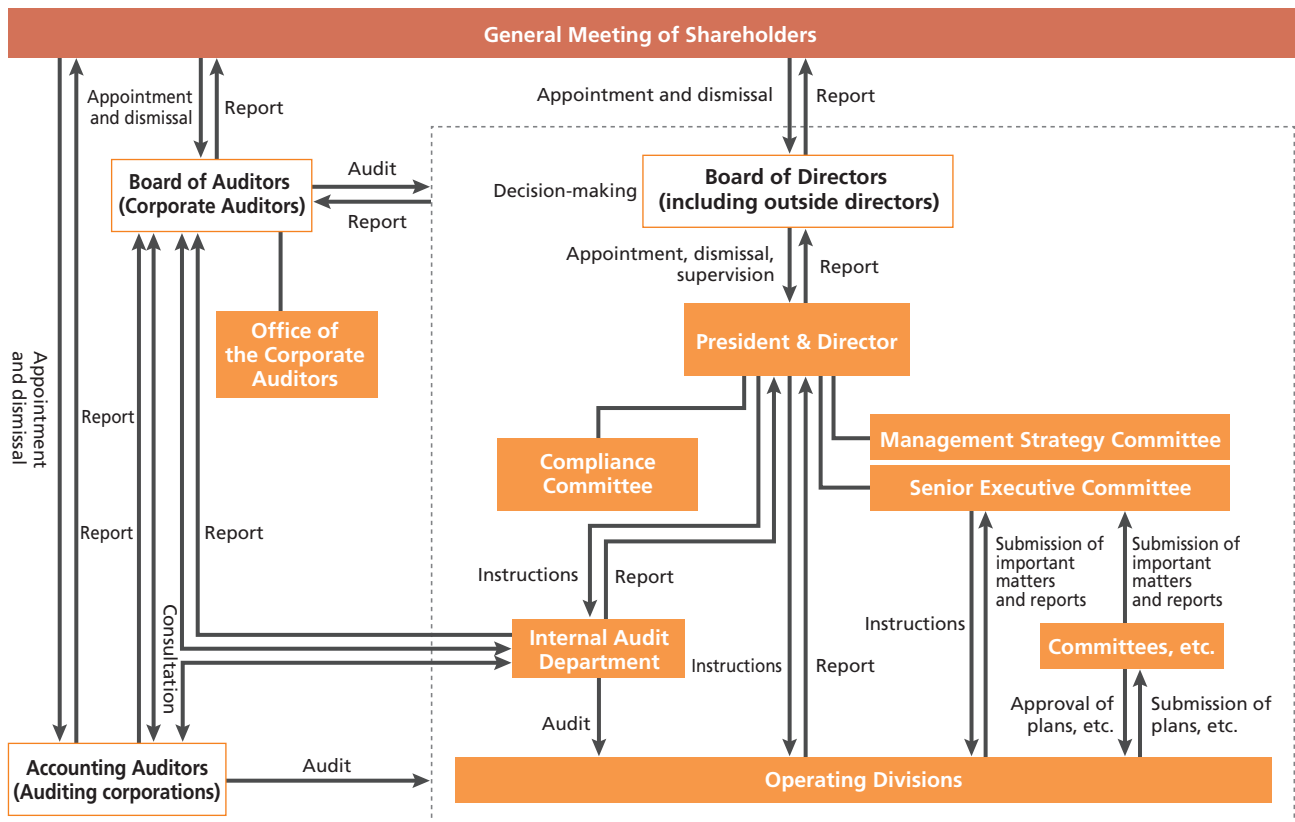 General Meeting of Shareholders
Appointment
and dismissal
Report
Appointment and dismissal
Report
Board of Auditors
(Corporate Auditors)
Audit
Report
Decision-making
Board of Directors
(including outside directors)
Appointment, dismissal,
supervision
Report
Office of
the Corporate
Auditors
President & Director
Appointment
and dismissal
Report
Management Strategy Committee
Compliance
Committee
Senior Executive Committee
Report
Report
Instructions
Report
Submission of
important
matters
and reports
Submission of
important
matters
and reports
Consultation
Internal Audit
Department
Instructions
Report
Instructions
Committees, etc.
Audit
Approval of
plans, etc.
Submission of
plans, etc.
Accounting Auditors
(Auditing corporations)
Audit
Operating Divisions